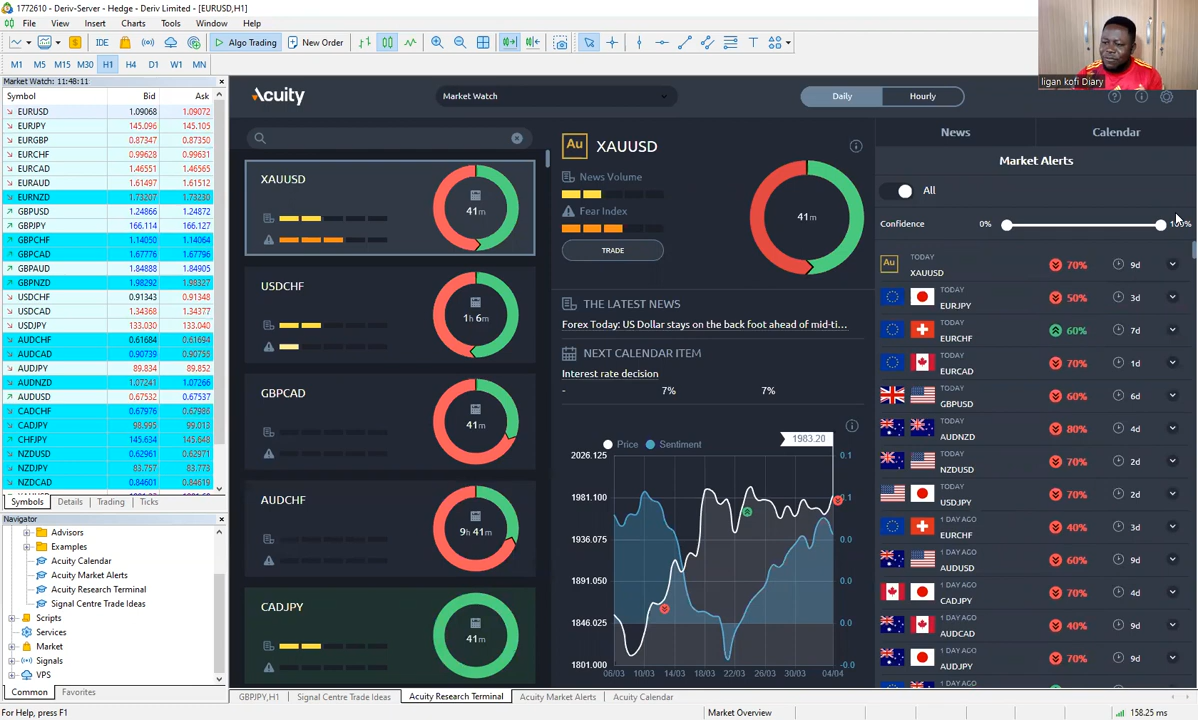 1772610 - Deriv-Server - Hedge - Deriv Limited - [EURUSD,H1]
File View Insert Charts Tools Window Help
IDE Algo Trading New Order
M1 M5 M15 M30 H1 H4 D1 W1 MN
ligan kofi Diary
Market Watch: 11:48:11
Symbol Bid Ask
EURUSD 1.09068 1.09072
EURJPY 145.096 145.105
EURGBP 0.87347 0.87350
EURCHF 0.99628 0.99631
EURCAD 1.46551 1.46565
EURAUD 1.61497 1.61512
EURNZD 1.73207 1.73230
GBPUSD 1.24866 1.24872
GBPJPY 166.114 166.127
GBPCHF 1.14050 1.14064
GBPCAD 1.67776 1.67796
GBPAUD 1.84888 1.84905
GBPNZD 1.98292 1.98327
USDCHF 0.91343 0.91348
USDCAD 1.34368 1.34377
USDJPY 133.030 133.040
AUDCHF 0.61684 0.61694
AUDCAD 0.90739 0.90755
AUDJPY 89.834 89.852
AUDNZD 1.07241 1.07266
AUDUSD 0.67532 0.67537
CADCHF 0.67976 0.67986
CADJPY 98.995 99.013
CHFJPY 145.634 145.648
NZDUSD 0.62961 0.62971
NZDJPY 83.757 83.773
NZDCAD 0.84601 0.84619
Symbols Details Trading Ticks
Navigator
Advisors
Examples
Acuity Calendar
Acuity Market Alerts
Acuity Research Terminal
Signal Centre Trade Ideas
Scripts
Services
Market
Signals
VPS
Common Favorites
For Help, press F1
Acuity
Market Watch
Daily Hourly
XAUUSD
41m
USDCHF
1h 6m
GBPCAD
41m
AUDCHF
9h 41m
CADJPY
41m
Au XAUUSD
News Volume
Fear Index
TRADE
41m
THE LATEST NEWS
Forex Today: US Dollar stays on the back foot ahead of mid-ti...
NEXT CALENDAR ITEM
Interest rate decision
- 7% 7%
Price Sentiment
1983.20
2026.125 0.1
1981.100 0.1
1936.075 0.0
1891.050 0.0
1846.025 0.0
1801.000 -0.0
06/03 10/03 14/03 18/03 22/03 26/03 30/03 04/04
News Calendar
Market Alerts
All
Confidence 0% 100%
Au TODAY XAUUSD 70% 9d
TODAY EURJPY 50% 3d
TODAY EURCHF 60% 7d
TODAY EURCAD 70% 1d
TODAY GBPUSD 60% 6d
TODAY AUDNZD 80% 4d
TODAY NZDUSD 70% 2d
TODAY USDJPY 70% 2d
1 DAY AGO EURCHF 40% 3d
1 DAY AGO AUDUSD 60% 9d
1 DAY AGO CADJPY 70% 4d
1 DAY AGO AUDCAD 40% 9d
1 DAY AGO AUDJPY 70% 9d
1 DAY AGO
GBPJPY,H1 Signal Centre Trade Ideas Acuity Research Terminal Acuity Market Alerts Acuity Calendar
Market Overview
158.25 ms